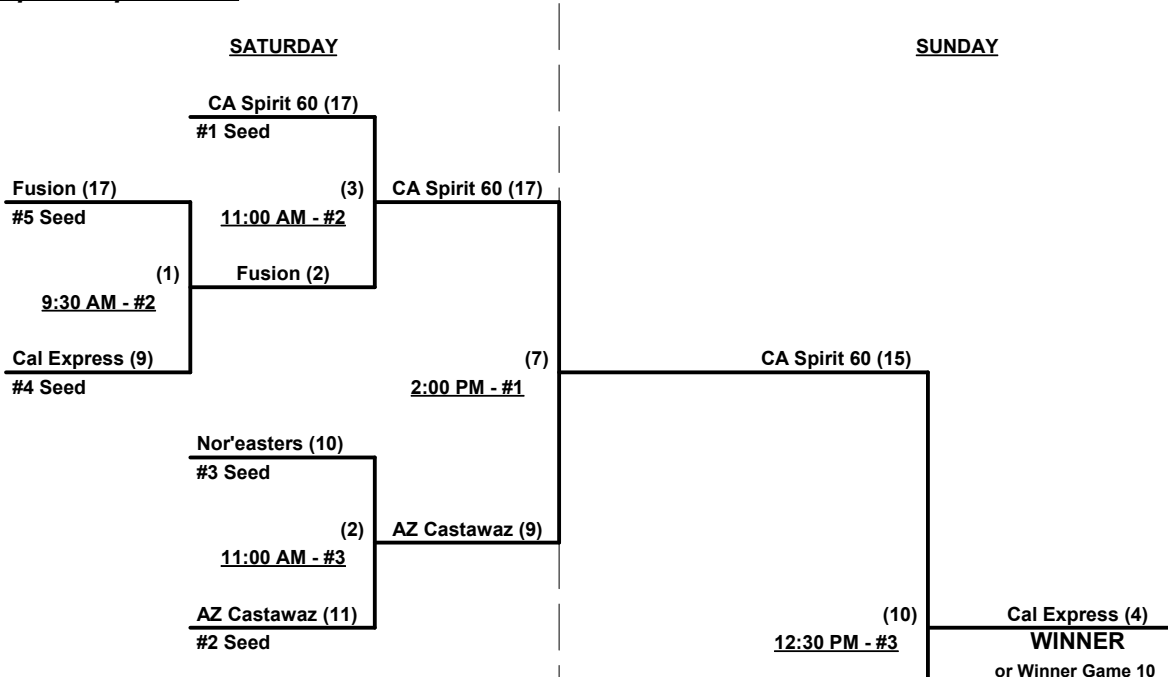 SATURDAY
SUNDAY
CA Spirit 60 (17)
#1 Seed
Fusion (17)
(3)
CA Spirit 60 (17)
#5 Seed
11:00 AM - #2
(1)
Fusion (2)
9:30 AM - #2
Cal Express (9)
(7)
CA Spirit 60 (15)
#4 Seed
2:00 PM - #1
Nor'easters (10)
#3 Seed
(2)
AZ Castawaz (9)
11:00 AM - #3
AZ Castawaz (11)
(10)
Cal Express (4)
#2 Seed
12:30 PM - #3
WINNER
or Winner Game 10